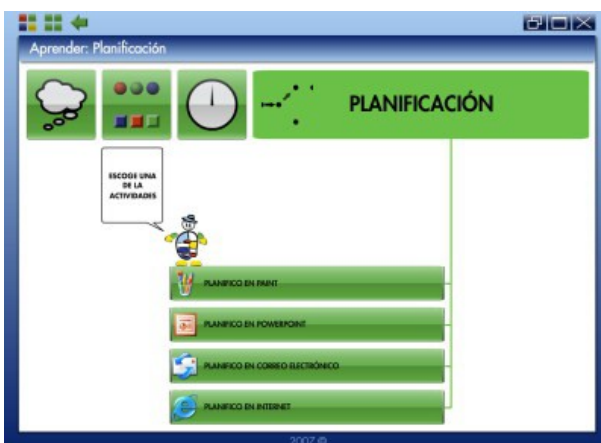 Aprender: Planificación
PLANIFICACIÓN
ESCOGE UNA
DE LA
ACTIVIDADES
PLANIFICO EN PAINT
PLANIFICO EN POWERPOINT
PLANIFICO EN CORREO ELECTRÓNICO
PLANIFICO EN INTERNET
2007 ©